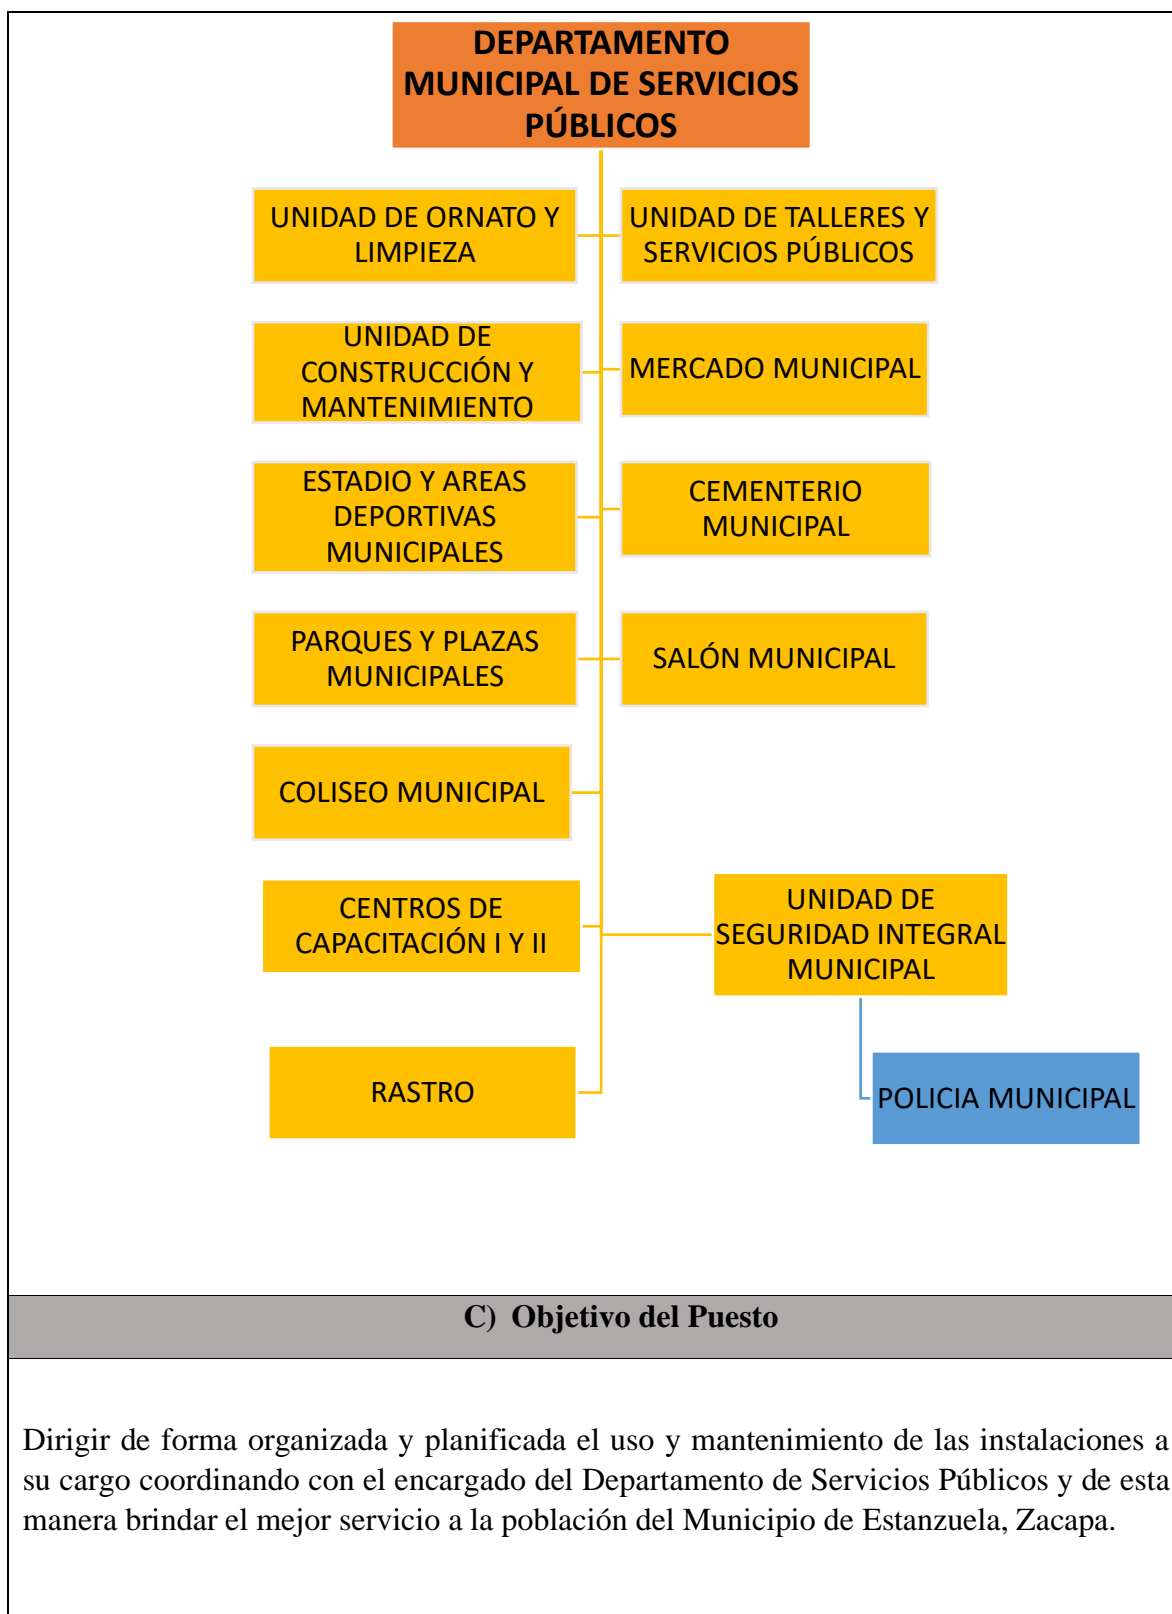 DEPARTAMENTO
MUNICIPAL DE SERVICIOS
PÚBLICOS
UNIDAD DE ORNATO Y
LIMPIEZA
UNIDAD DE TALLERES Y
SERVICIOS PÚBLICOS
UNIDAD DE
CONSTRUCCIÓN Y
MANTENIMIENTO
MERCADO MUNICIPAL
ESTADIO Y AREAS
DEPORTIVAS
MUNICIPALES
CEMENTERIO
MUNICIPAL
PARQUES Y PLAZAS
MUNICIPALES
SALÓN MUNICIPAL
COLISEO MUNICIPAL
CENTROS DE
CAPACITACIÓN I Y II
UNIDAD DE
SEGURIDAD INTEGRAL
MUNICIPAL
RASTRO
POLICIA MUNICIPAL
C) Objetivo del Puesto
Dirigir de forma organizada y planificada el uso y mantenimiento de las instalaciones a
su cargo coordinando con el encargado del Departamento de Servicios Públicos y de esta
manera brindar el mejor servicio a la población del Municipio de Estanzuela, Zacapa.